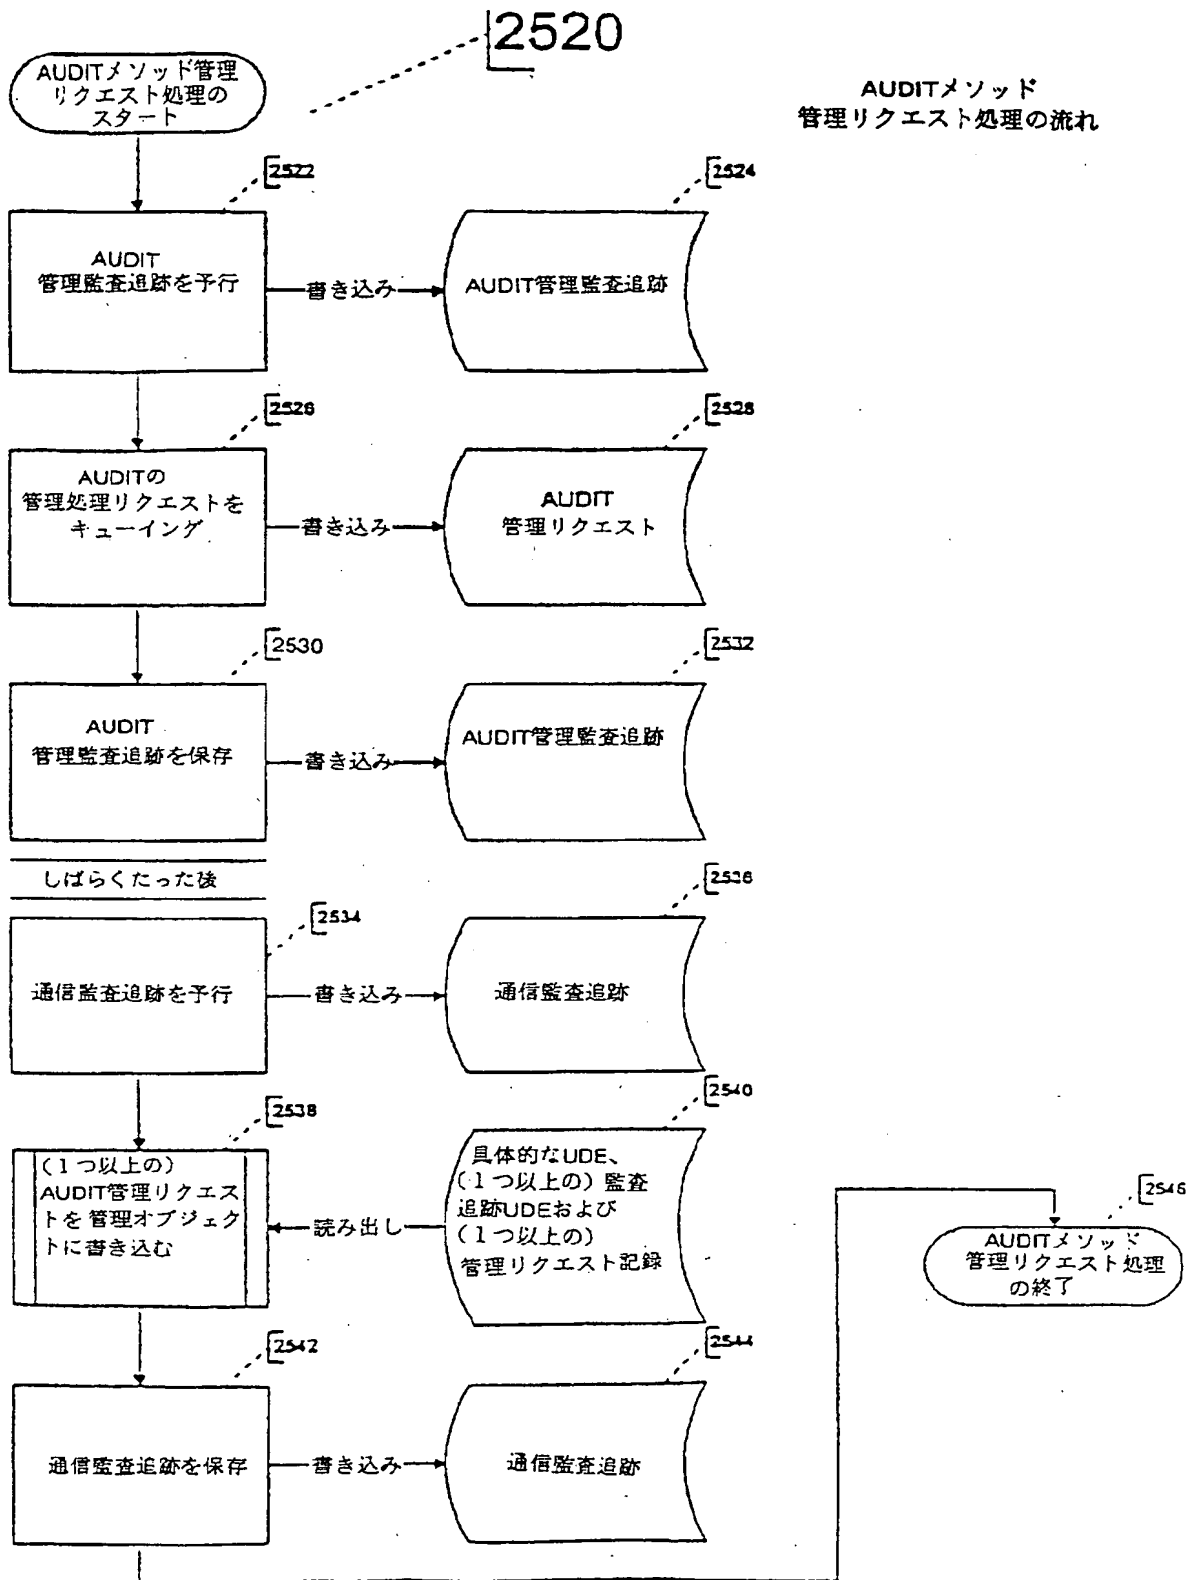 2520
AUDITメソッド管理
リクエスト処理の
スタート
AUDITメソッド
管理リクエスト処理の流れ
2522
2524
AUDIT
管理監査追跡を予行
書き込み
AUDIT管理監査追跡
2526
2528
AUDITの
管理処理リクエストを
キューイング
書き込み
AUDIT
管理リクエスト
2530
2532
AUDIT
管理監査追跡を保存
書き込み
AUDIT管理監査追跡
しばらくたった後
2534
2536
通信監査追跡を予行
書き込み
通信監査追跡
2538
2540
(1つ以上の)
AUDIT管理リクエス
トを管理オブジェク
トに書き込む
読み出し
具体的なUDE、
(1つ以上の)監査
追跡UDEおよび
(1つ以上の)
管理リクエスト記録
2546
AUDITメソッド
管理リクエスト処理
の終了
2542
2544
通信監査追跡を保存
書き込み
通信監査追跡